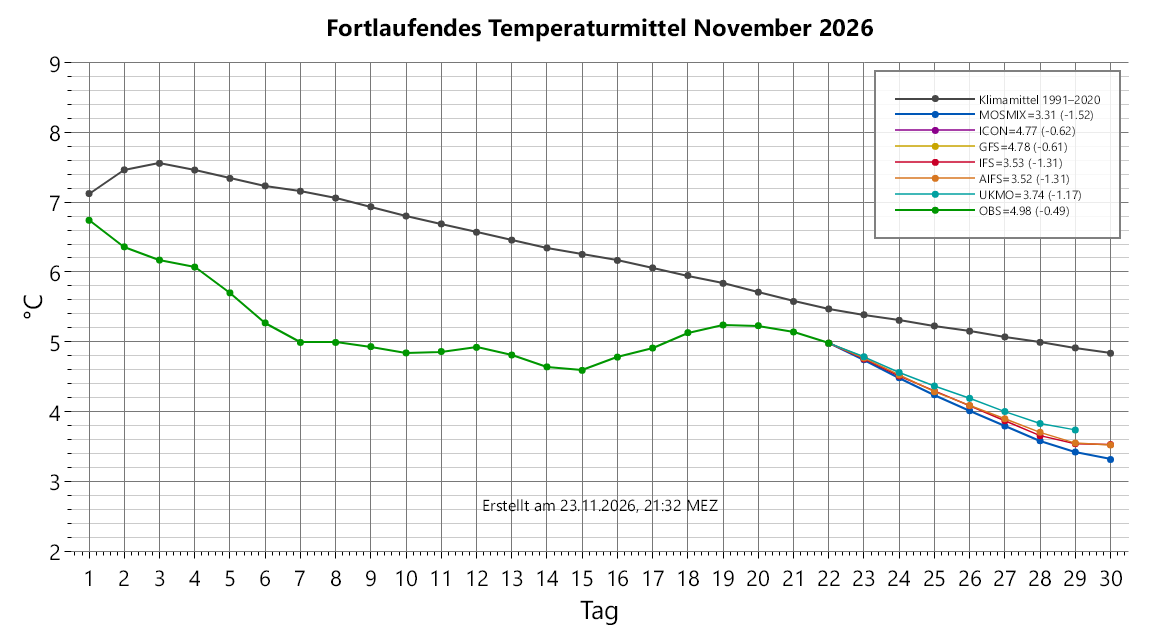 Fortlaufendes Temperaturmittel November 2026
9
8
7
6
5
4
3
2
°C
Klimamittel 1991–2020
MOSMIX=3.31 (-1.52)
ICON=4.77 (-0.62)
GFS=4.78 (-0.61)
IFS=3.53 (-1.31)
AIFS=3.52 (-1.31)
UKMO=3.74 (-1.17)
OBS=4.98 (-0.49)
Erstellt am 23.11.2026, 21:32 MEZ
1 2 3 4 5 6 7 8 9 10 11 12 13 14 15 16 17 18 19 20 21 22 23 24 25 26 27 28 29 30
Tag